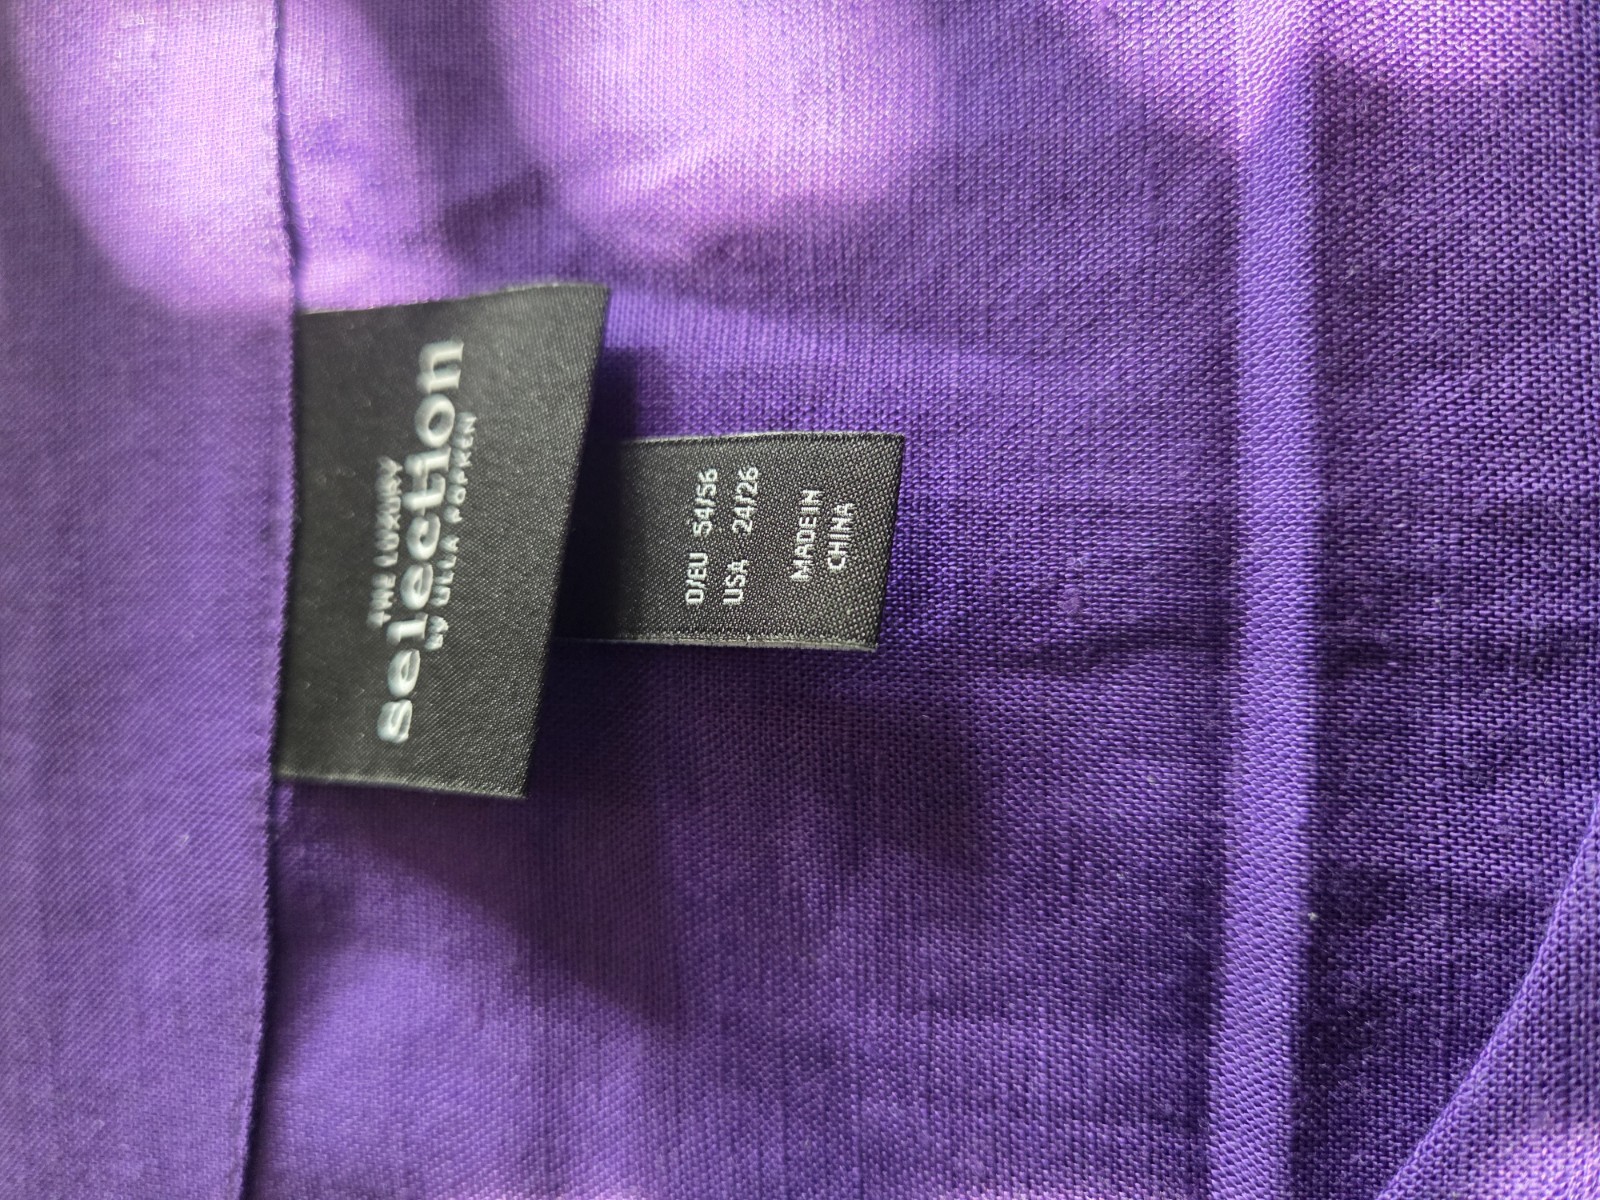 THE LUXURY
selection
by ULLA POPKEN
D/EU 54/56
USA 24/26
MADE IN
CHINA